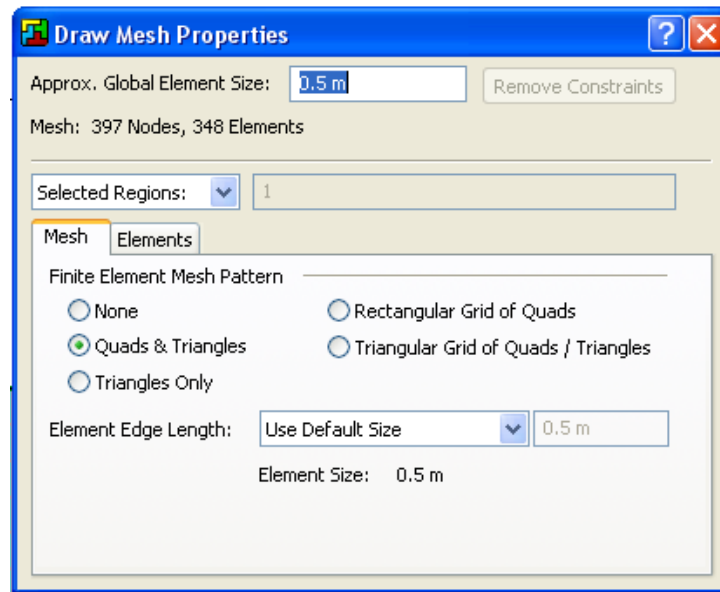 Draw Mesh Properties
Approx. Global Element Size: 0.5 m Remove Constraints
Mesh: 397 Nodes, 348 Elements
Selected Regions: 1
Mesh Elements
Finite Element Mesh Pattern
None Rectangular Grid of Quads
Quads & Triangles Triangular Grid of Quads / Triangles
Triangles Only
Element Edge Length: Use Default Size 0.5 m
Element Size: 0.5 m